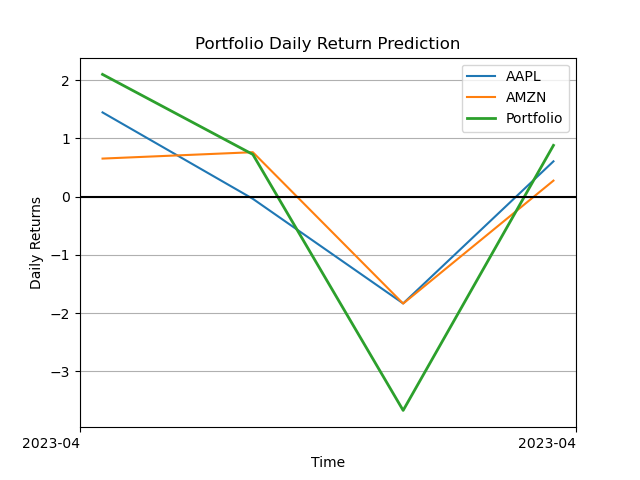 Portfolio Daily Return Prediction
AAPL
AMZN
Portfolio
2
1
0
−1
−2
−3
Daily Returns
2023-04
2023-04
Time